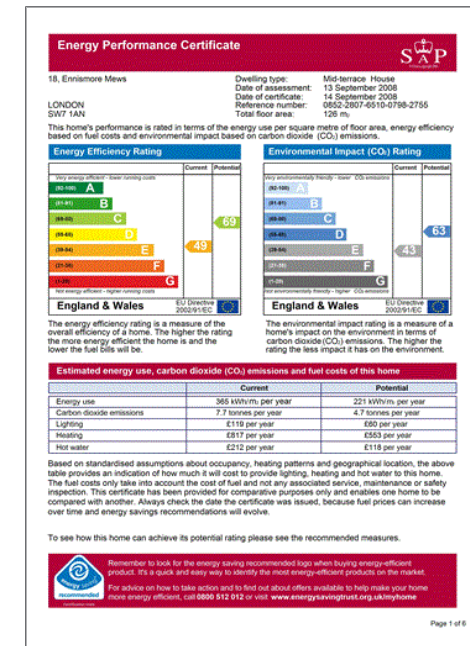 Energy Performance Certificate
SAP
18, Ennismore Mews
LONDON
SW7 1AN
Dwelling type: Mid-terrace House
Date of assessment: 13 September 2008
Date of certificate: 14 September 2008
Reference number: 0852-2807-6510-0798-2755
Total floor area: 126 m₂
This home's performance is rated in terms of the energy use per square metre of floor area, energy efficiency
based on fuel costs and environmental impact based on carbon dioxide (CO₂) emissions.
Energy Efficiency Rating
Current Potential
Very energy efficient - lower running costs
(92-100) A
(81-91) B
(69-80) C
(55-68) D
(39-54) E
(21-38) F
(1-20) G
Not energy efficient - higher running costs
49
69
England & Wales
EU Directive
2002/91/EC
Environmental Impact (CO₂) Rating
Current Potential
Very environmentally friendly - lower CO₂ emissions
(92-100) A
(81-91) B
(69-80) C
(55-68) D
(39-54) E
(21-38) F
(1-20) G
Not environmentally friendly - higher CO₂ emissions
43
63
England & Wales
EU Directive
2002/91/EC
The energy efficiency rating is a measure of the
overall efficiency of a home. The higher the rating
the more energy efficient the home is and the
lower the fuel bills will be.
The environmental impact rating is a measure of a
home's impact on the environment in terms of
carbon dioxide (CO₂) emissions. The higher the
rating the less impact it has on the environment.
Estimated energy use, carbon dioxide (CO₂) emissions and fuel costs of this home
Current Potential
Energy use 365 kWh/m₂ per year 221 kWh/m₂ per year
Carbon dioxide emissions 7.7 tonnes per year 4.7 tonnes per year
Lighting £119 per year £60 per year
Heating £817 per year £553 per year
Hot water £212 per year £118 per year
Based on standardised assumptions about occupancy, heating patterns and geographical location, the above
table provides an indication of how much it will cost to provide lighting, heating and hot water to this home.
The fuel costs only take into account the cost of fuel and not any associated service, maintenance or safety
inspection. This certificate has been provided for comparative purposes only and enables one home to be
compared with another. Always check the date the certificate was issued, because fuel prices can increase
over time and energy savings recommendations will evolve.
To see how this home can achieve its potential rating please see the recommended measures.
energy saving
recommended
Remember to look for the energy saving recommended logo when buying energy-efficient
product. It's a quick and easy way to identify the most energy-efficient products on the market.
For advice on how to take action and to find out about offers available to help make your home
more energy efficient, call 0800 512 012 or visit www.energysavingtrust.org.uk/myhome
Page 1 of 6